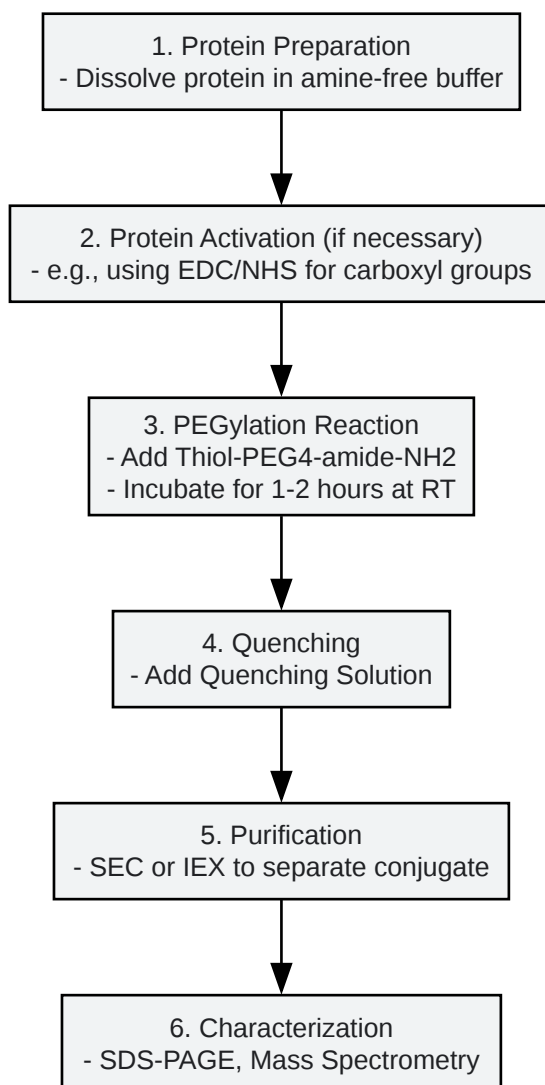 1. Protein Preparation
- Dissolve protein in amine-free buffer
2. Protein Activation (if necessary)
- e.g., using EDC/NHS for carboxyl groups
3. PEGylation Reaction
- Add Thiol-PEG4-amide-NH2
- Incubate for 1-2 hours at RT
4. Quenching
- Add Quenching Solution
5. Purification
- SEC or IEX to separate conjugate
6. Characterization
- SDS-PAGE, Mass Spectrometry